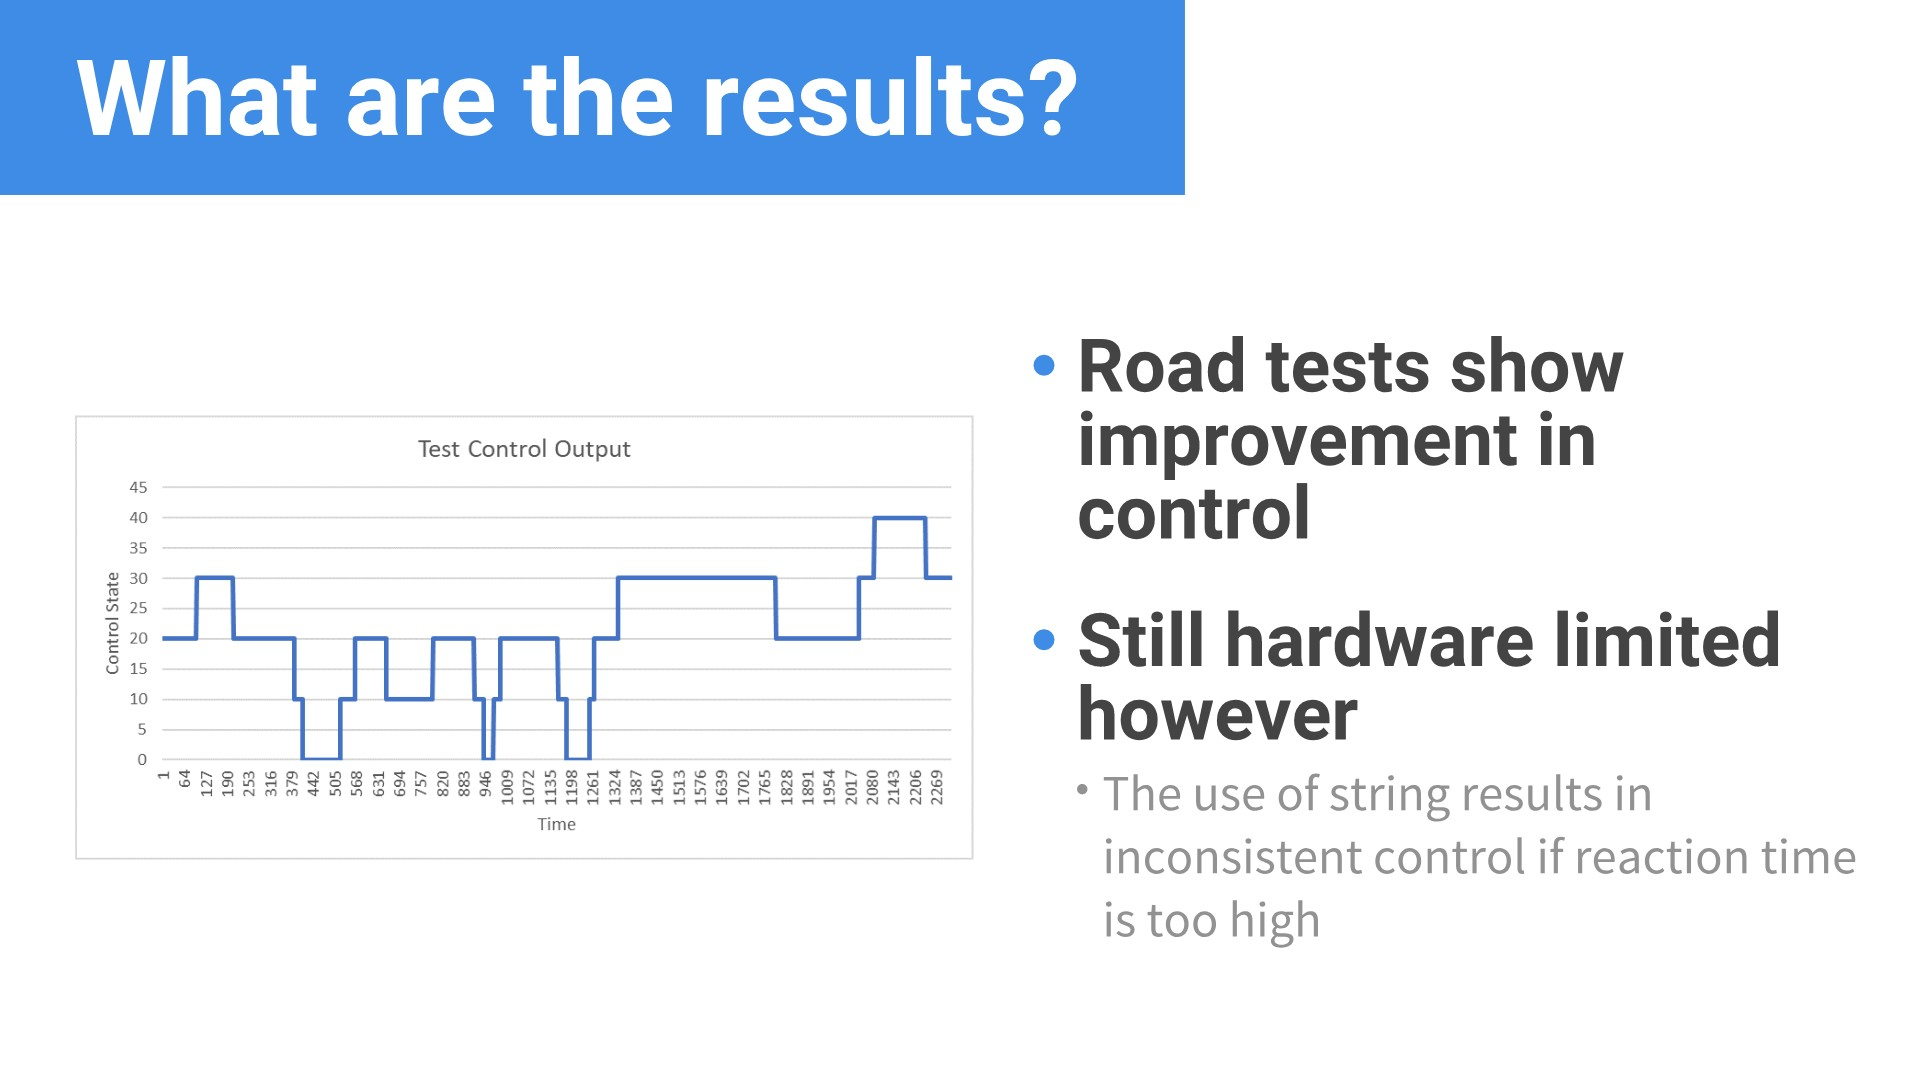 What are the results?
Test Control Output
45
40
35
30
25
20
15
10
5
0
Control State
1 64 127 190 253 316 379 442 505 568 631 694 757 820 883 946 1009 1072 1135 1198 1261 1324 1387 1450 1513 1576 1639 1702 1765 1828 1891 1954 2017 2080 2143 2206 2269
Time
• Road tests show
improvement in
control
• Still hardware limited
however
• The use of string results in
inconsistent control if reaction time
is too high